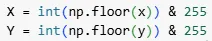 X = int(np.floor(x)) & 255
Y = int(np.floor(y)) & 255